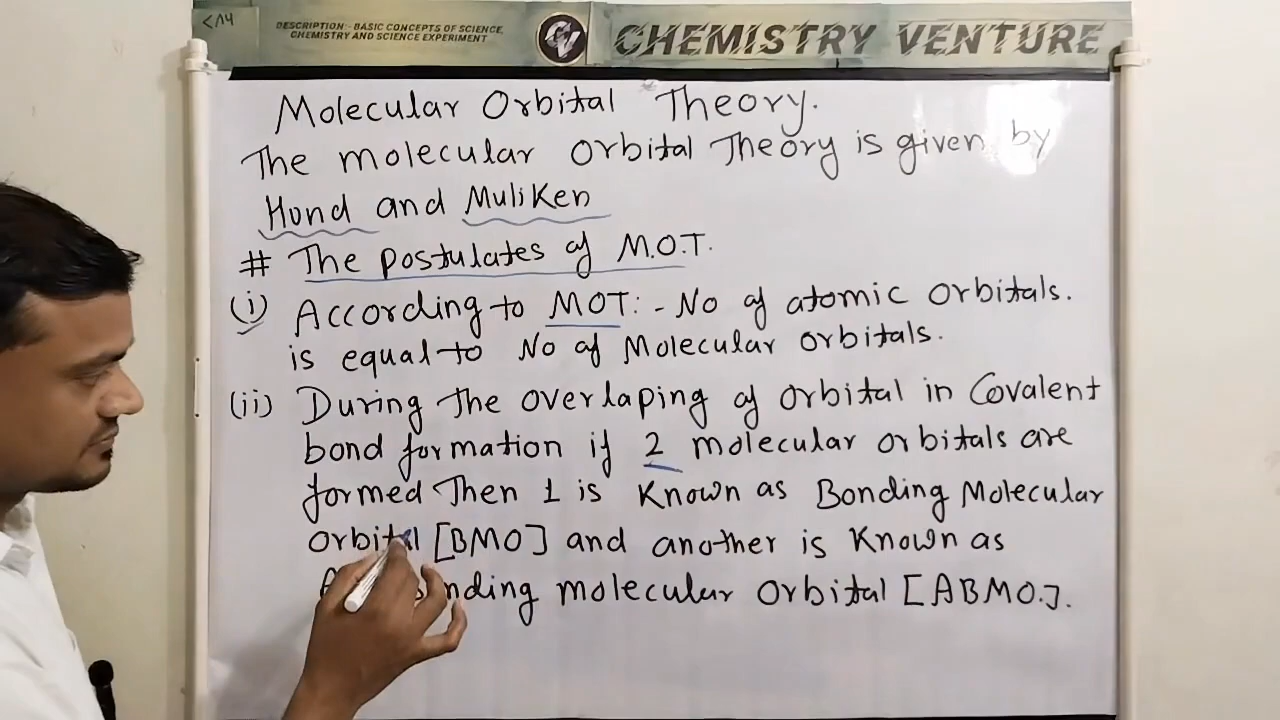 <14
DESCRIPTION:- BASIC CONCEPTS OF SCIENCE,
CHEMISTRY AND SCIENCE EXPERIMENT
CHEMISTRY VENTURE
Molecular Orbital Theory.
The molecular orbital Theory is given by
Hund and Muliken
# The postulates of M.O.T.
(i) According to MOT:- No of atomic orbitals.
is equal to No of Molecular orbitals.
(ii) During the overlaping of orbital in Covalent
bond formation if 2 molecular orbitals are
formed Then 1 is Known as Bonding Molecular
orbital [BMO] and another is Known as
molecular orbital [ABMO.].